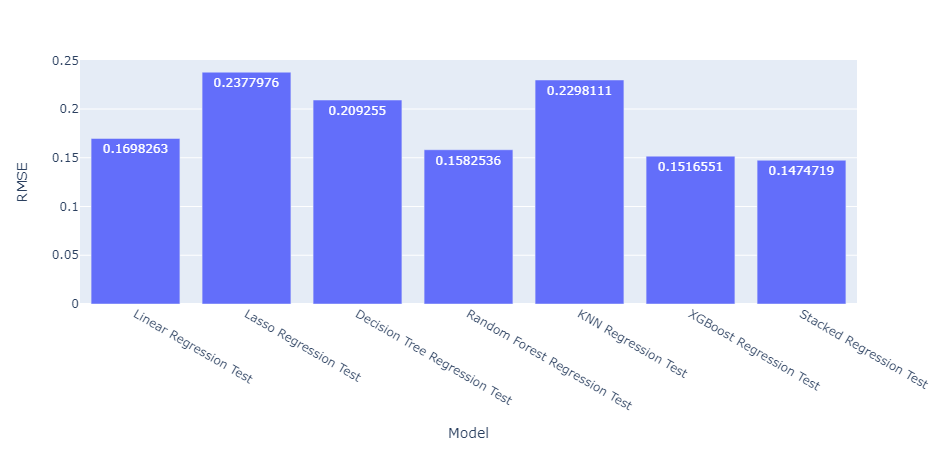 0.25
0.2
0.15
0.1
0.05
0
RMSE
0.1698263
0.2377976
0.209255
0.1582536
0.2298111
0.1516551
0.1474719
Linear Regression Test
Lasso Regression Test
Decision Tree Regression Test
Random Forest Regression Test
KNN Regression Test
XGBoost Regression Test
Stacked Regression Test
Model